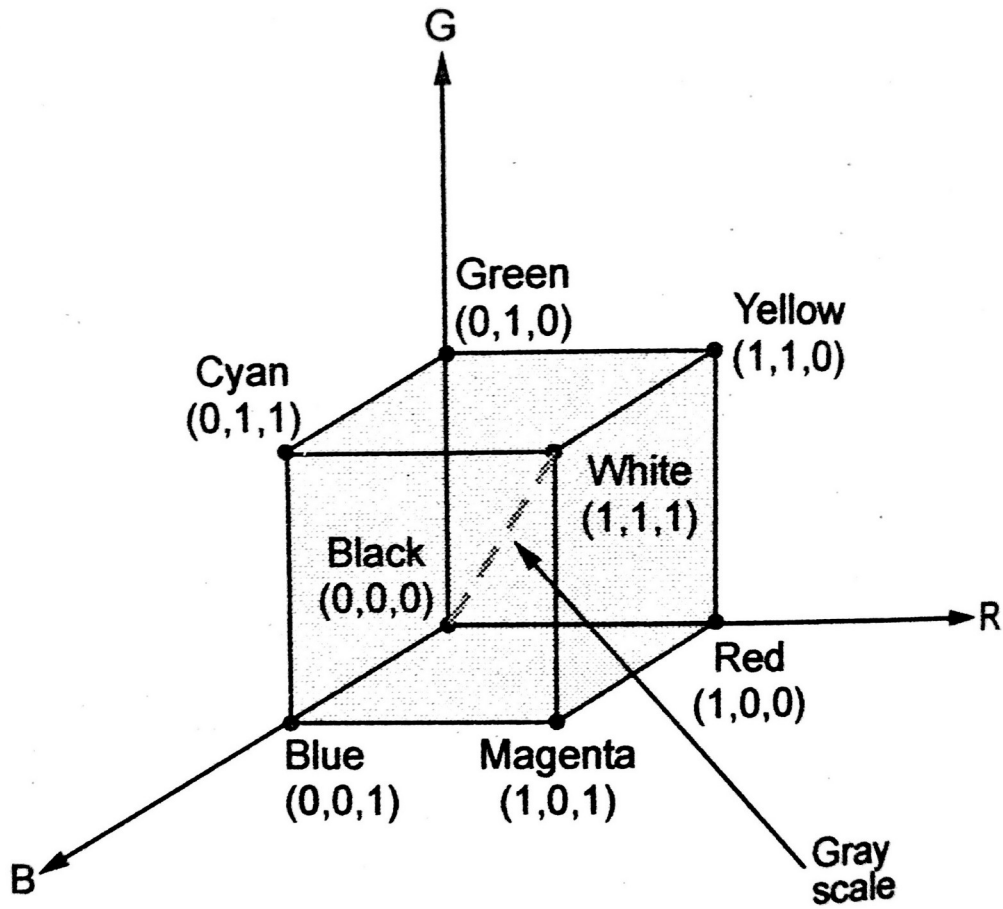 G
Green
(0,1,0)
Yellow
(1,1,0)
Cyan
(0,1,1)
White
(1,1,1)
Black
(0,0,0)
R
Red
(1,0,0)
Blue
(0,0,1)
Magenta
(1,0,1)
B
Gray
scale